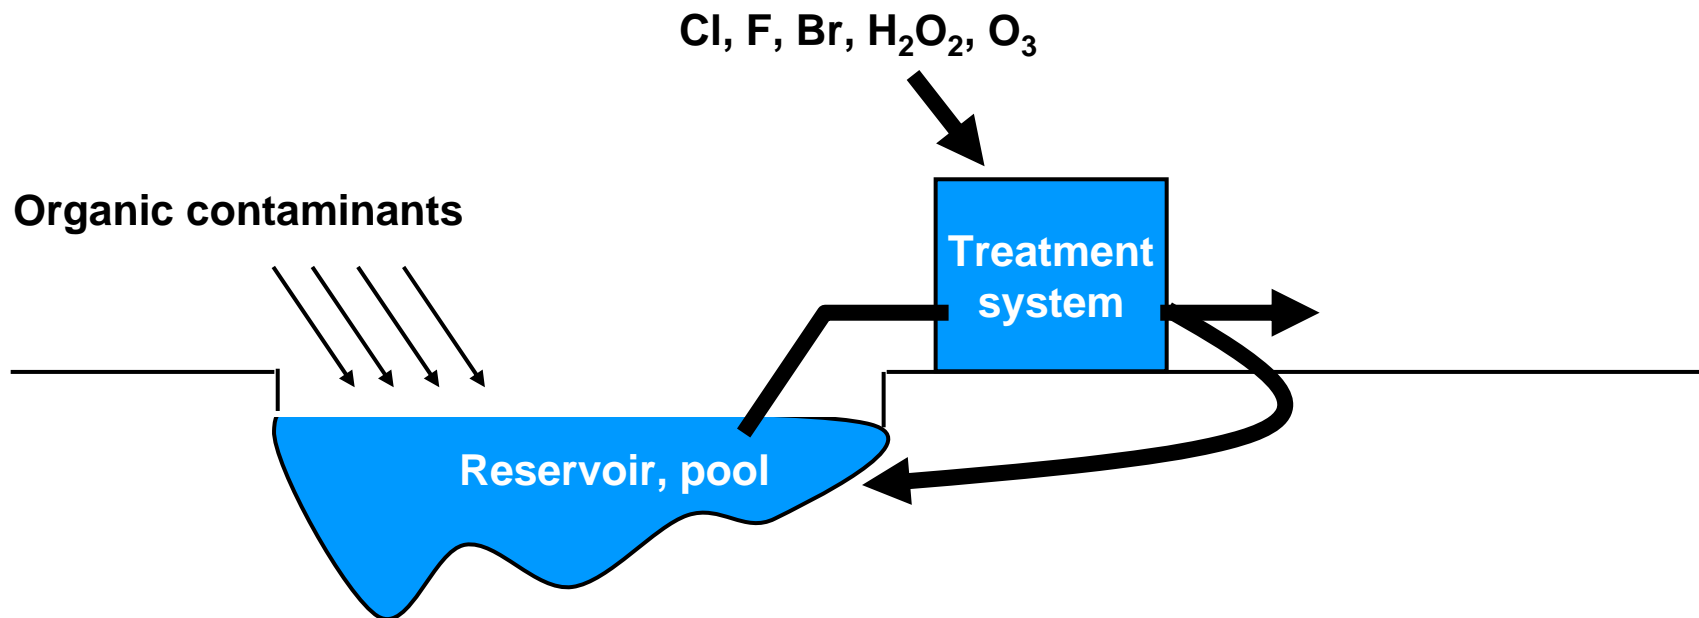 Cl, F, Br, H₂O₂, O₃
Organic contaminants
Treatment
system
Reservoir, pool